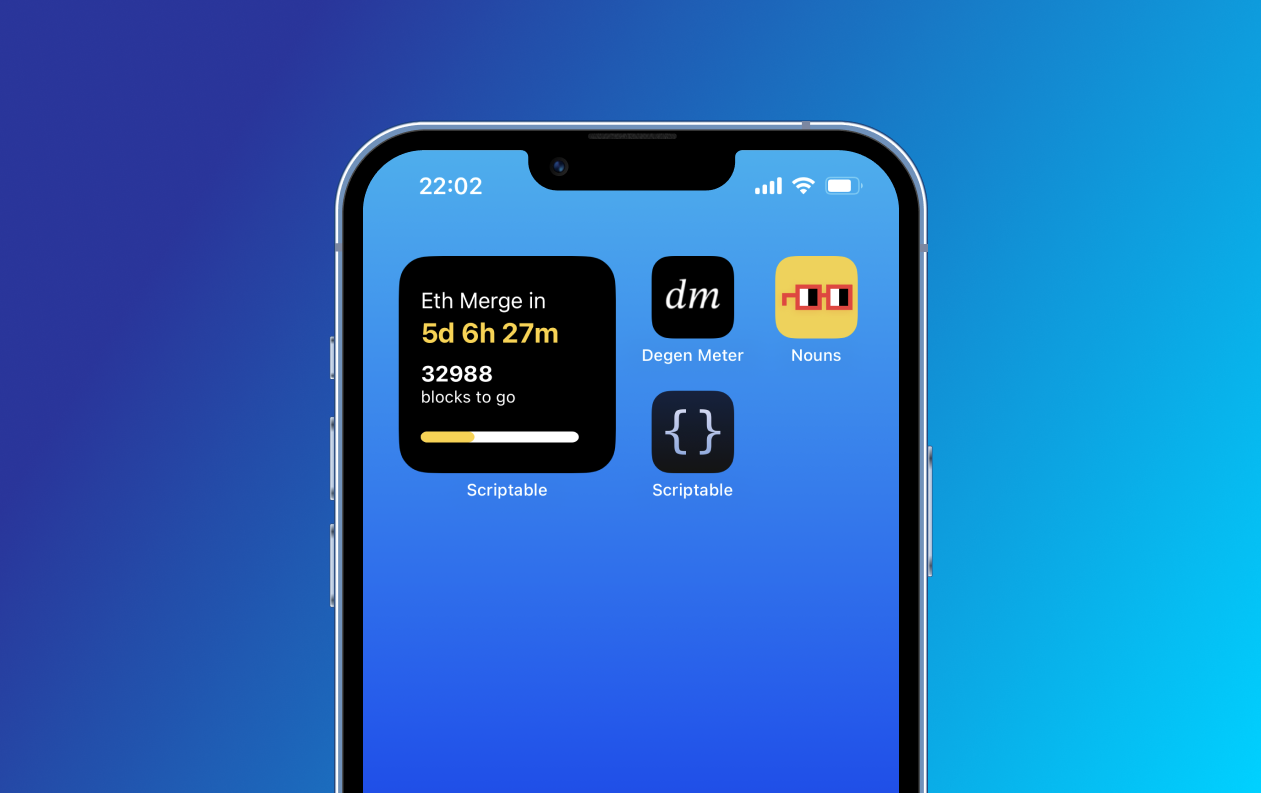 22:02
Eth Merge in
5d 6h 27m
32988
blocks to go
Scriptable
dm
Degen Meter
Nouns
{}
Scriptable